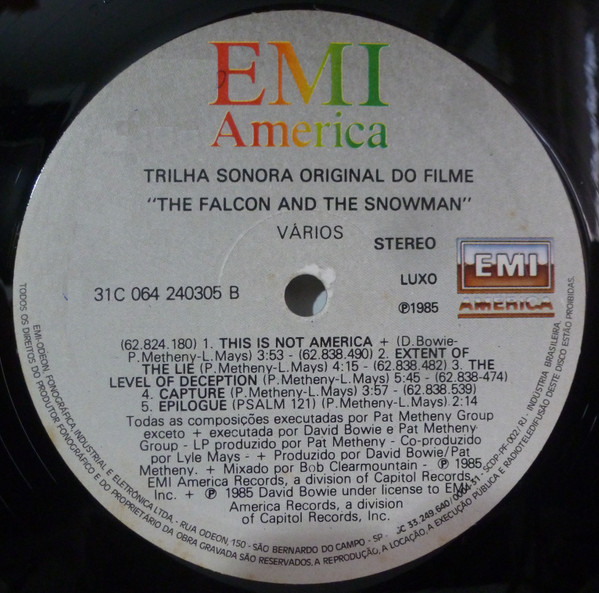 EMI
America
TRILHA SONORA ORIGINAL DO FILME
"THE FALCON AND THE SNOWMAN"
VÁRIOS
STEREO
31C 064 240305 B
LUXO
℗1985
EMI
AMERICA
(62.824.180) 1. THIS IS NOT AMERICA + (D. Bowie-
P. Metheny-L. Mays) 3:53 - (62.838.490) 2. EXTENT OF
THE LIE (P. Metheny-L. Mays) 4:15 - (62.838.482) 3. THE
LEVEL OF DECEPTION (P. Metheny-L. Mays) 5:45 - (62.838-474)
4. CAPTURE (P. Metheny-L. Mays) 3:57 - (62.838.539)
5. EPILOGUE (PSALM 121) (P. Metheny-L. Mays) 2:14
Todas as composições executadas por Pat Metheny Group
exceto + executada por David Bowie e Pat Metheny
Group - LP produzido por Pat Metheny - Co-produzido
por Lyle Mays - + Produzido por David Bowie/Pat
Metheny. + Mixado por Bob Clearmountain - ℗ 1985
EMI America Records, a division of Capitol Records,
Inc. + ℗ 1985 David Bowie under license to EMI
America Records, a division
of Capitol Records, Inc.
EMI-ODEON, FONOGRÁFICA, INDUSTRIAL E ELETRÔNICA LTDA. - RUA ODEON, 150 - SÃO BERNARDO DO CAMPO - SP - CGC 33.249.640/ - SCDP-PF-002/RJ - INDÚSTRIA BRASILEIRA
TODOS OS DIREITOS DO PRODUTOR FONOGRÁFICO E DO PROPRIETÁRIO DA OBRA GRAVADA SÃO RESERVADOS. A REPRODUÇÃO, A LOCAÇÃO, A EXECUÇÃO PÚBLICA E RADIOTELEDIFUSÃO DESTE DISCO ESTÃO PROIBIDAS.